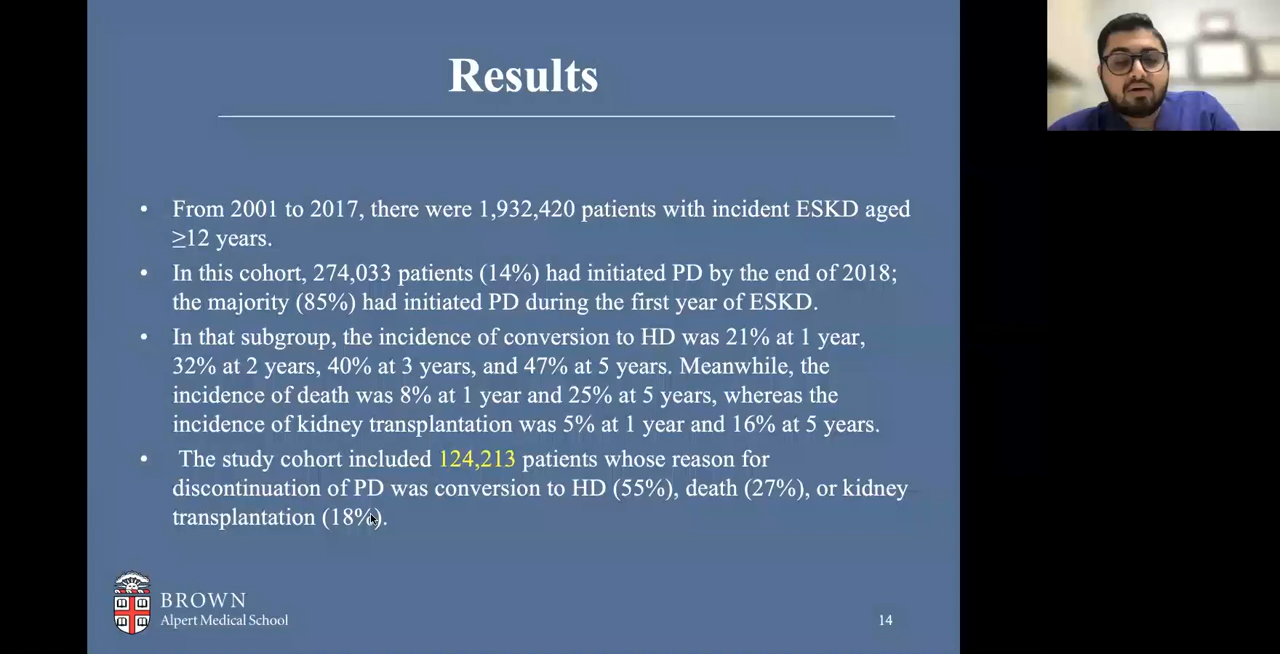 Results
• From 2001 to 2017, there were 1,932,420 patients with incident ESKD aged
≥12 years.
• In this cohort, 274,033 patients (14%) had initiated PD by the end of 2018;
the majority (85%) had initiated PD during the first year of ESKD.
• In that subgroup, the incidence of conversion to HD was 21% at 1 year,
32% at 2 years, 40% at 3 years, and 47% at 5 years. Meanwhile, the
incidence of death was 8% at 1 year and 25% at 5 years, whereas the
incidence of kidney transplantation was 5% at 1 year and 16% at 5 years.
• The study cohort included 124,213 patients whose reason for
discontinuation of PD was conversion to HD (55%), death (27%), or kidney
transplantation (18%).
BROWN
Alpert Medical School
14